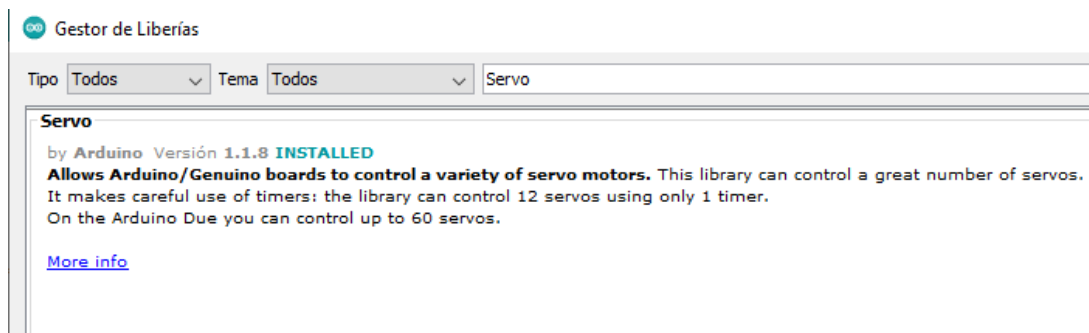 Gestor de Liberías
Tipo Todos Tema Todos Servo
Servo
by Arduino Versión 1.1.8 INSTALLED
Allows Arduino/Genuino boards to control a variety of servo motors. This library can control a great number of servos.
It makes careful use of timers: the library can control 12 servos using only 1 timer.
On the Arduino Due you can control up to 60 servos.
More info